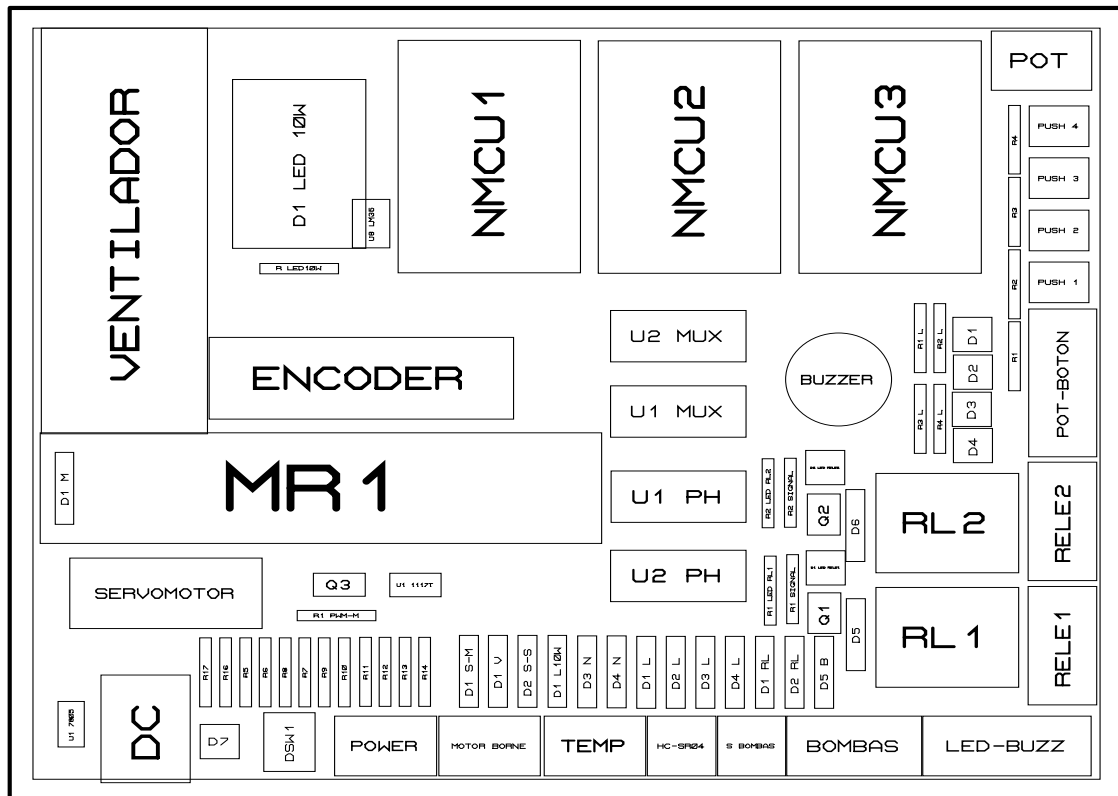 VENTILADOR
D1 LED 10W
U8 LM35
R LED10W
NMCU1
NMCU2
NMCU3
POT
PUSH 4
PUSH 3
PUSH 2
PUSH 1
R4
R3
R2
R1
ENCODER
U2 MUX
U1 MUX
BUZZER
R1 L
R2 L
R3 L
R4 L
D1
D2
D3
D4
POT-BOTON
D1 M
MR1
U1 PH
U2 PH
R2 LED RL2
R2 SIGNAL
Q2
D6
RL2
RELE2
R1 LED RL1
R1 SIGNAL
Q1
D5
RL1
RELE1
SERVOMOTOR
Q3
U1 1117T
R1 PWM-M
R17
R16
R5
R6
R8
R7
R9
R10
R11
R12
R13
R14
D1 S-M
D1 V
D2 S-S
D1 L10W
D3 N
D4 N
D1 L
D2 L
D3 L
D4 L
D1 RL
D2 RL
D5 B
U1 7805
DC
D7
DSW1
POWER
MOTOR BORNE
TEMP
HC-SR04
S BOMBAS
BOMBAS
LED-BUZZ